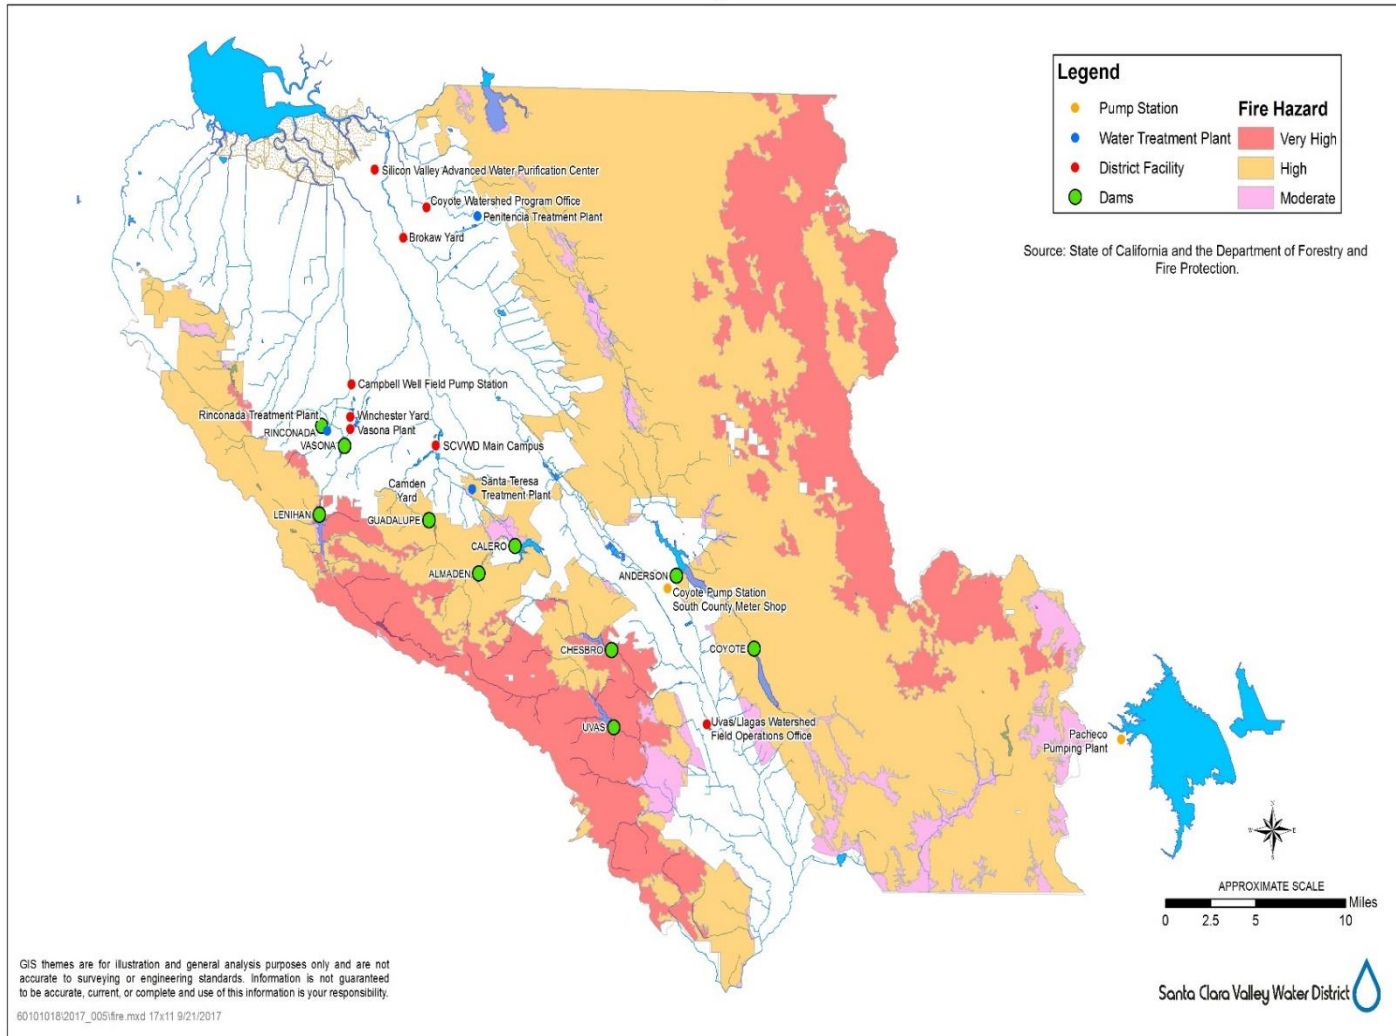 Legend
Pump Station
Water Treatment Plant
District Facility
Dams
Fire Hazard
Very High
High
Moderate
Source: State of California and the Department of Forestry and
Fire Protection.
Silicon Valley Advanced Water Purification Center
Coyote Watershed Program Office
Penitencia Treatment Plant
Brokaw Yard
Campbell Well Field Pump Station
Rinconada Treatment Plant
Winchester Yard
RINCONADA
Vasona Plant
VASONA
SCVWD Main Campus
Camden
Yard
Santa Teresa
Treatment Plant
LENIHAN
GUADALUPE
CALERO
ALMADEN
ANDERSON
Coyote Pump Station
South County Meter Shop
CHESBRO
COYOTE
UVAS
Uvas/Llagas Watershed
Field Operations Office
Pacheco
Pumping Plant
N
W
E
S
APPROXIMATE SCALE
Miles
0 2.5 5 10
GIS themes are for illustration and general analysis purposes only and are not
accurate to surveying or engineering standards. Information is not guaranteed
to be accurate, current, or complete and use of this information is your responsibility.
60101018\2017_005\fire.mxd 17x11 9/21/2017
Santa Clara Valley Water District